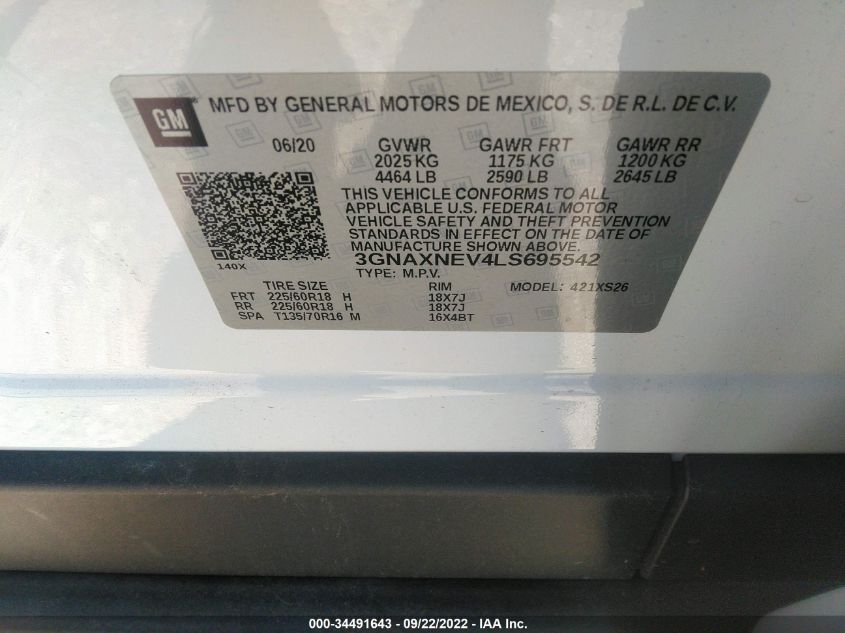 GM
MFD BY GENERAL MOTORS DE MEXICO, S. DE R.L. DE C.V.
06/20 GVWR GAWR FRT GAWR RR
2025 KG 1175 KG 1200 KG
4464 LB 2590 LB 2645 LB
THIS VEHICLE CONFORMS TO ALL
APPLICABLE U.S. FEDERAL MOTOR
VEHICLE SAFETY AND THEFT PREVENTION
STANDARDS IN EFFECT ON THE DATE OF
MANUFACTURE SHOWN ABOVE.
140X 3GNAXNEV4LS695542
TYPE: M.P.V.
TIRE SIZE RIM MODEL: 421XS26
FRT 225/60R18 H 18X7J
RR 225/60R18 H 18X7J
SPA T135/70R16 M 16X4BT
000-34491643 / 09/22/2022 - IAA Inc.